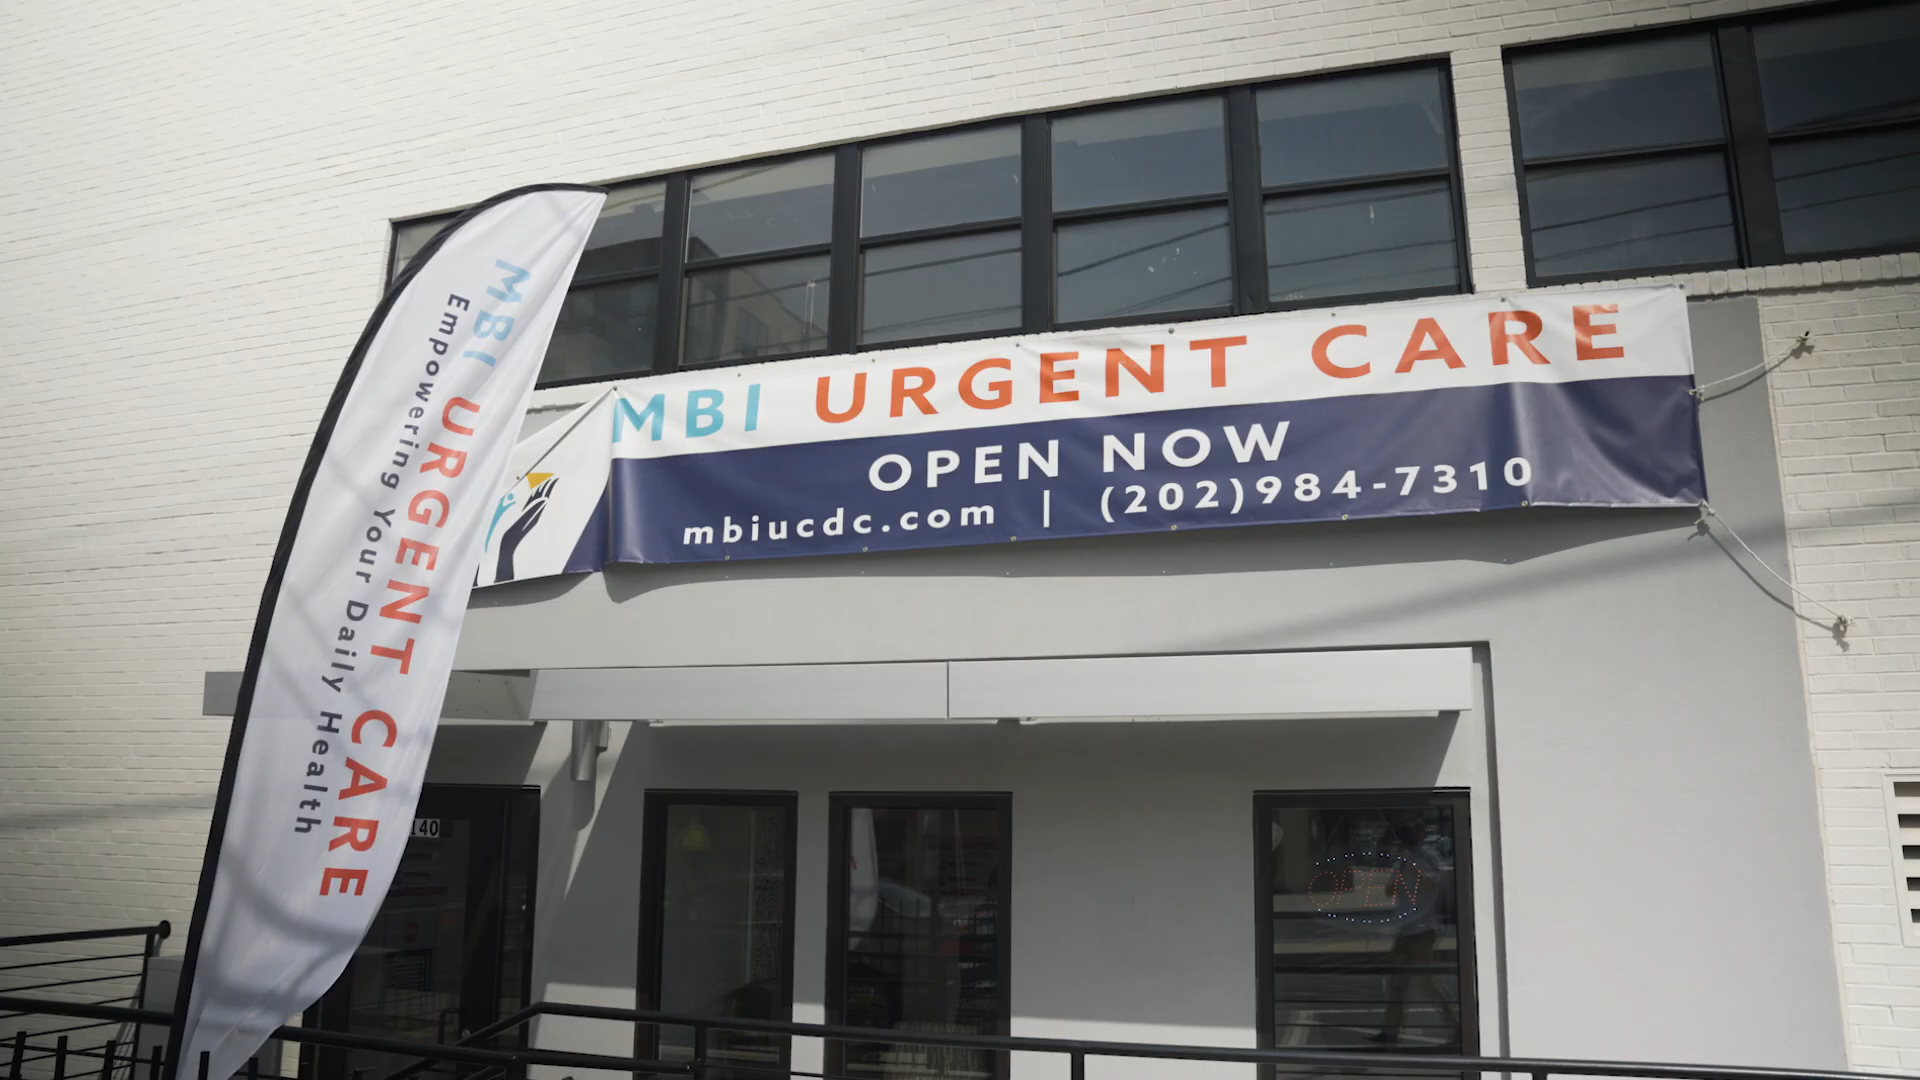 MBI URGENT CARE
Empowering Your Daily Health
MBI URGENT CARE
OPEN NOW
mbiucdc.com | (202)984-7310
140
OPEN